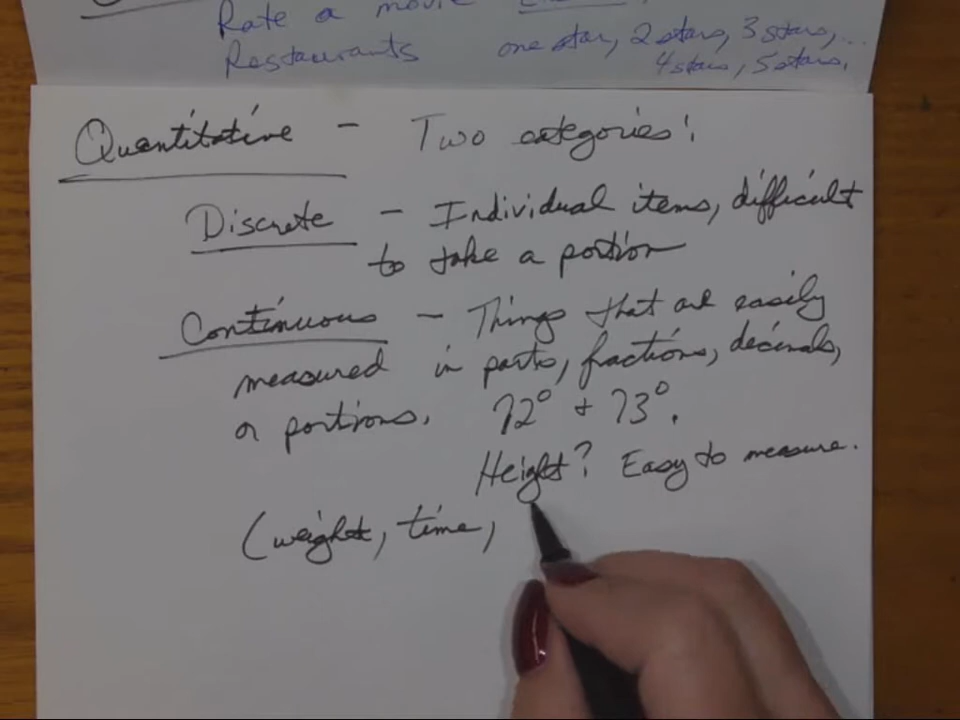 Rate a movie
Restaurants one star, 2 stars, 3 stars, ...
4 stars, 5 stars.
Quantitative - Two categories:
Discrete - Individual items, difficult
to take a portion
Continuous - Things that are easily
measured in parts, fractions, decimals,
or portions. 72° + 73°.
Height? Easy to measure.
(weight, time,